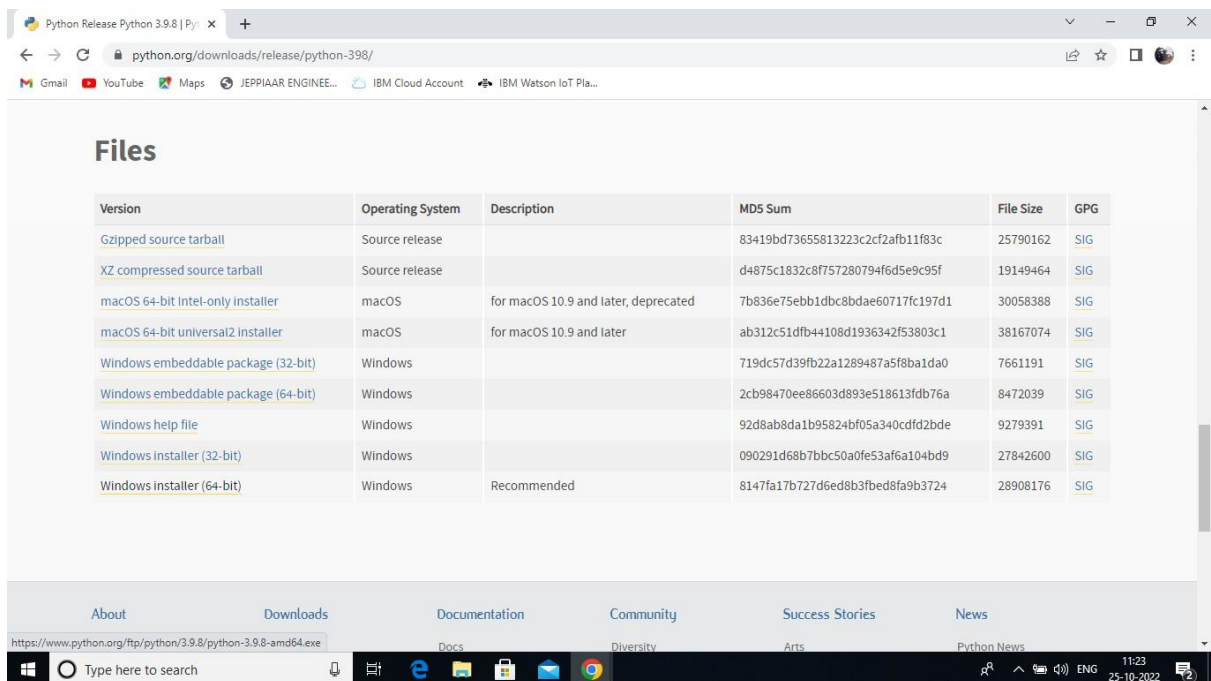 Python Release Python 3.9.8 | Py
python.org/downloads/release/python-398/
Gmail YouTube Maps JEPPIAAR ENGINEE... IBM Cloud Account IBM Watson IoT Pla...
Files
Version Operating System Description MD5 Sum File Size GPG
Gzipped source tarball Source release 83419bd73655813223c2cf2afb11f83c 25790162 SIG
XZ compressed source tarball Source release d4875c1832c8f757280794f6d5e9c95f 19149464 SIG
macOS 64-bit Intel-only installer macOS for macOS 10.9 and later, deprecated 7b836e75ebb1dbc8bdae60717fc197d1 30058388 SIG
macOS 64-bit universal2 installer macOS for macOS 10.9 and later ab312c51dfb44108d1936342f53803c1 38167074 SIG
Windows embeddable package (32-bit) Windows 719dc57d39fb22a1289487a5f8ba1da0 7661191 SIG
Windows embeddable package (64-bit) Windows 2cb98470ee86603d893e518613fdb76a 8472039 SIG
Windows help file Windows 92d8ab8da1b95824bf05a340cdfd2bde 9279391 SIG
Windows installer (32-bit) Windows 090291d68b7bbc50a0fe53af6a104bd9 27842600 SIG
Windows installer (64-bit) Windows Recommended 8147fa17b727d6ed8b3fbed8fa9b3724 28908176 SIG
About Downloads Documentation Community Success Stories News
https://www.python.org/ftp/python/3.9.8/python-3.9.8-amd64.exe Docs Diversity Arts Python News
Type here to search ENG 11:23
25-10-2022 2